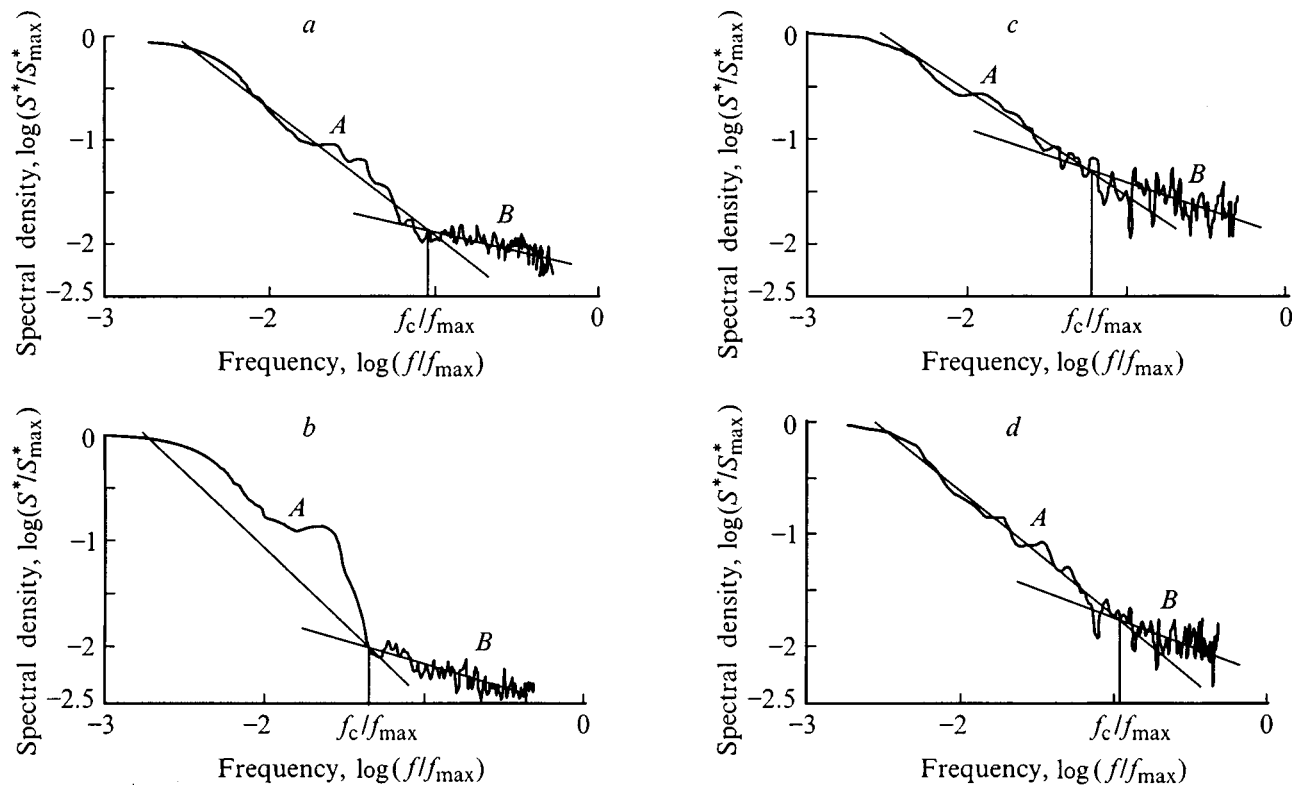 a
Spectral density, log(S*/S*max)
0
A
−1
B
−2
−2.5
−3
−2
fc/fmax
0
Frequency, log(f/fmax)
c
Spectral density, log(S*/S*max)
0
A
−1
B
−2
−2.5
−3
−2
fc/fmax
0
Frequency, log(f/fmax)
b
Spectral density, log(S*/S*max)
0
A
−1
−2
B
−2.5
−3
−2
fc/fmax
0
Frequency, log(f/fmax)
d
Spectral density, log(S*/S*max)
0
A
−1
B
−2
−2.5
−3
−2
fc/fmax
0
Frequency, log(f/fmax)